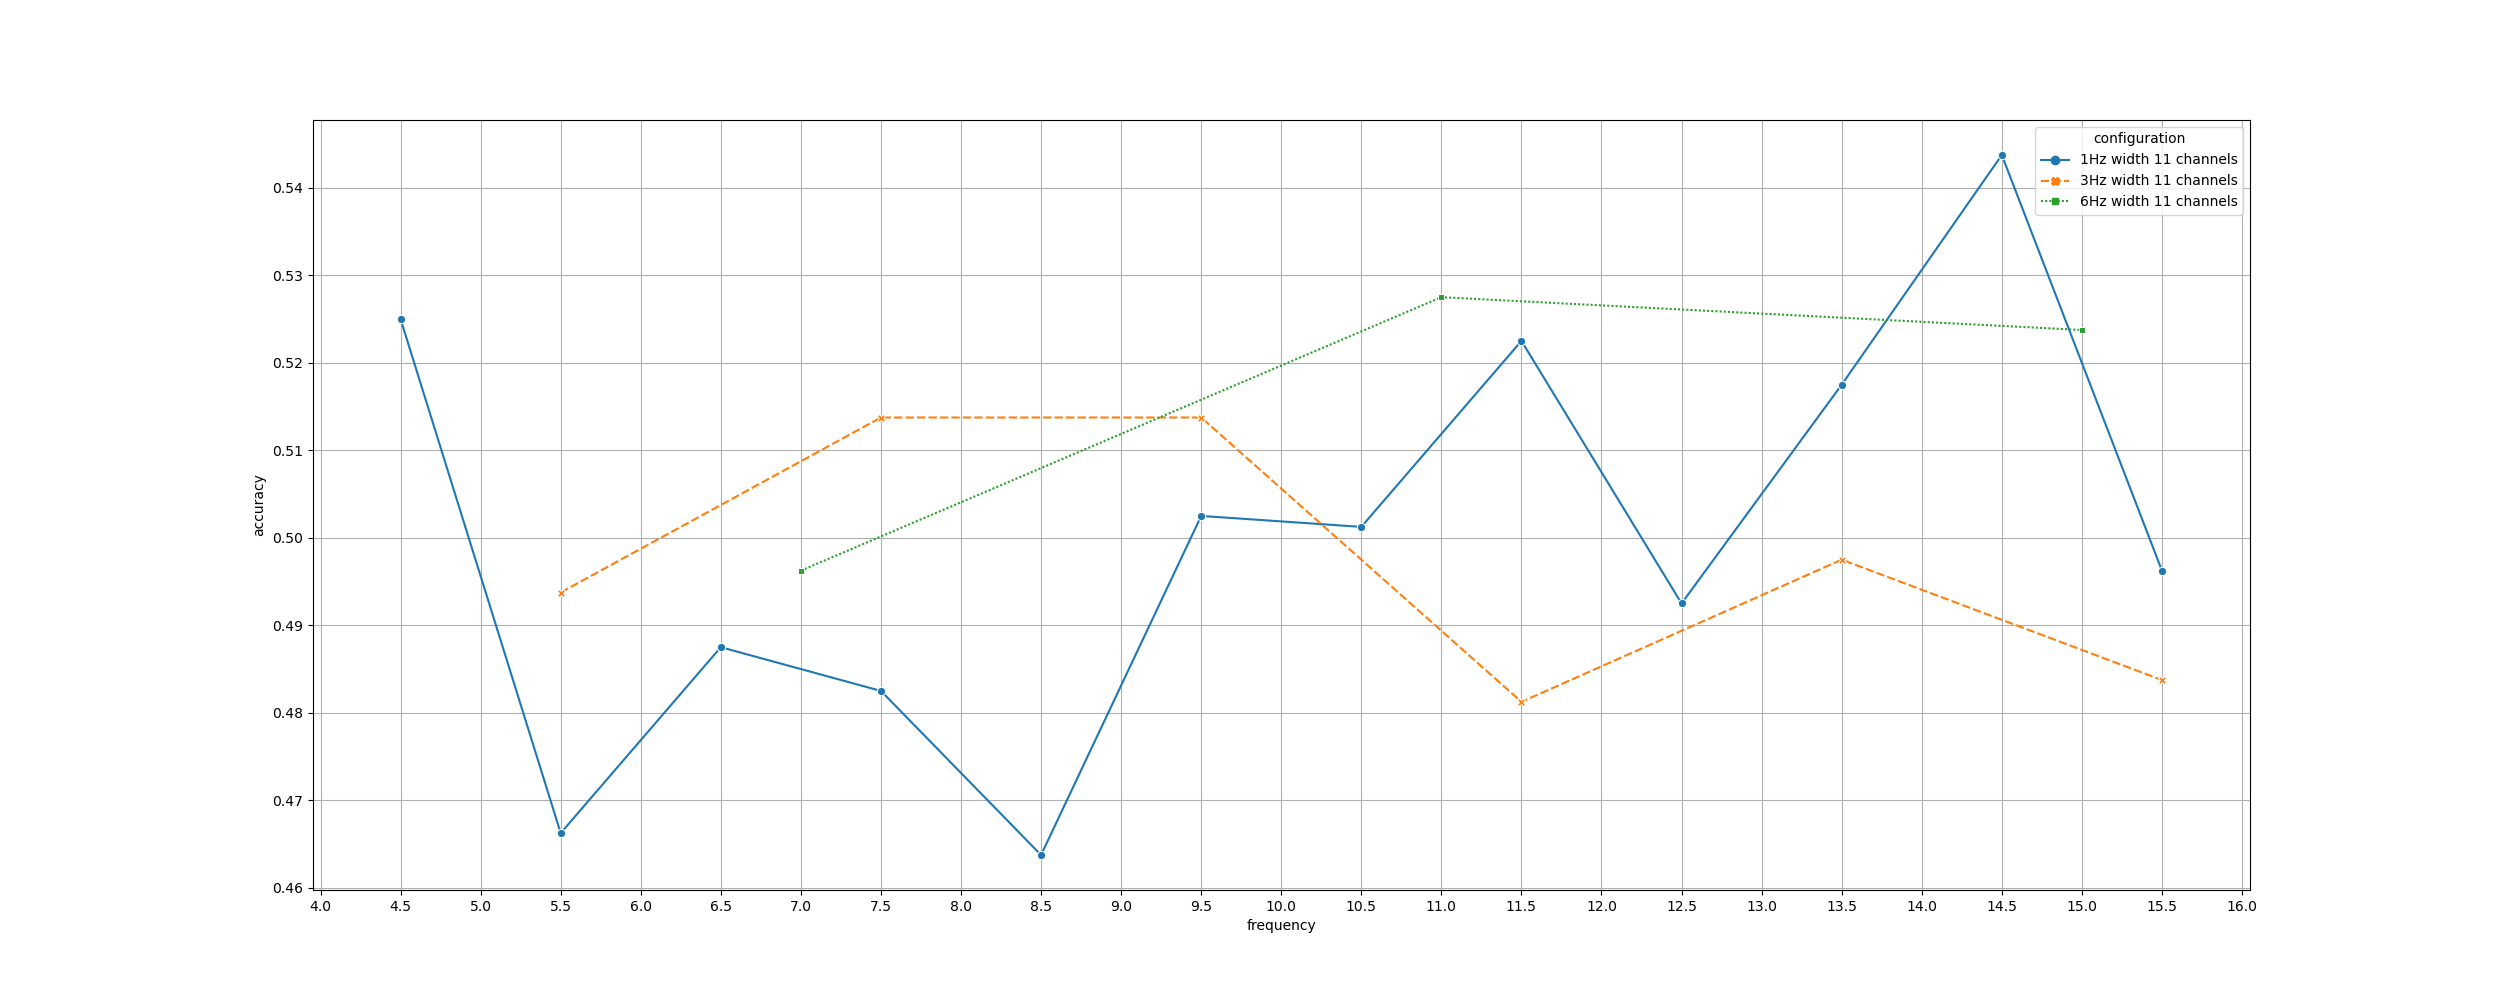 configuration
1Hz width 11 channels
3Hz width 11 channels
6Hz width 11 channels
accuracy
0.54
0.53
0.52
0.51
0.50
0.49
0.48
0.47
0.46
4.0 4.5 5.0 5.5 6.0 6.5 7.0 7.5 8.0 8.5 9.0 9.5 10.0 10.5 11.0 11.5 12.0 12.5 13.0 13.5 14.0 14.5 15.0 15.5 16.0
frequency